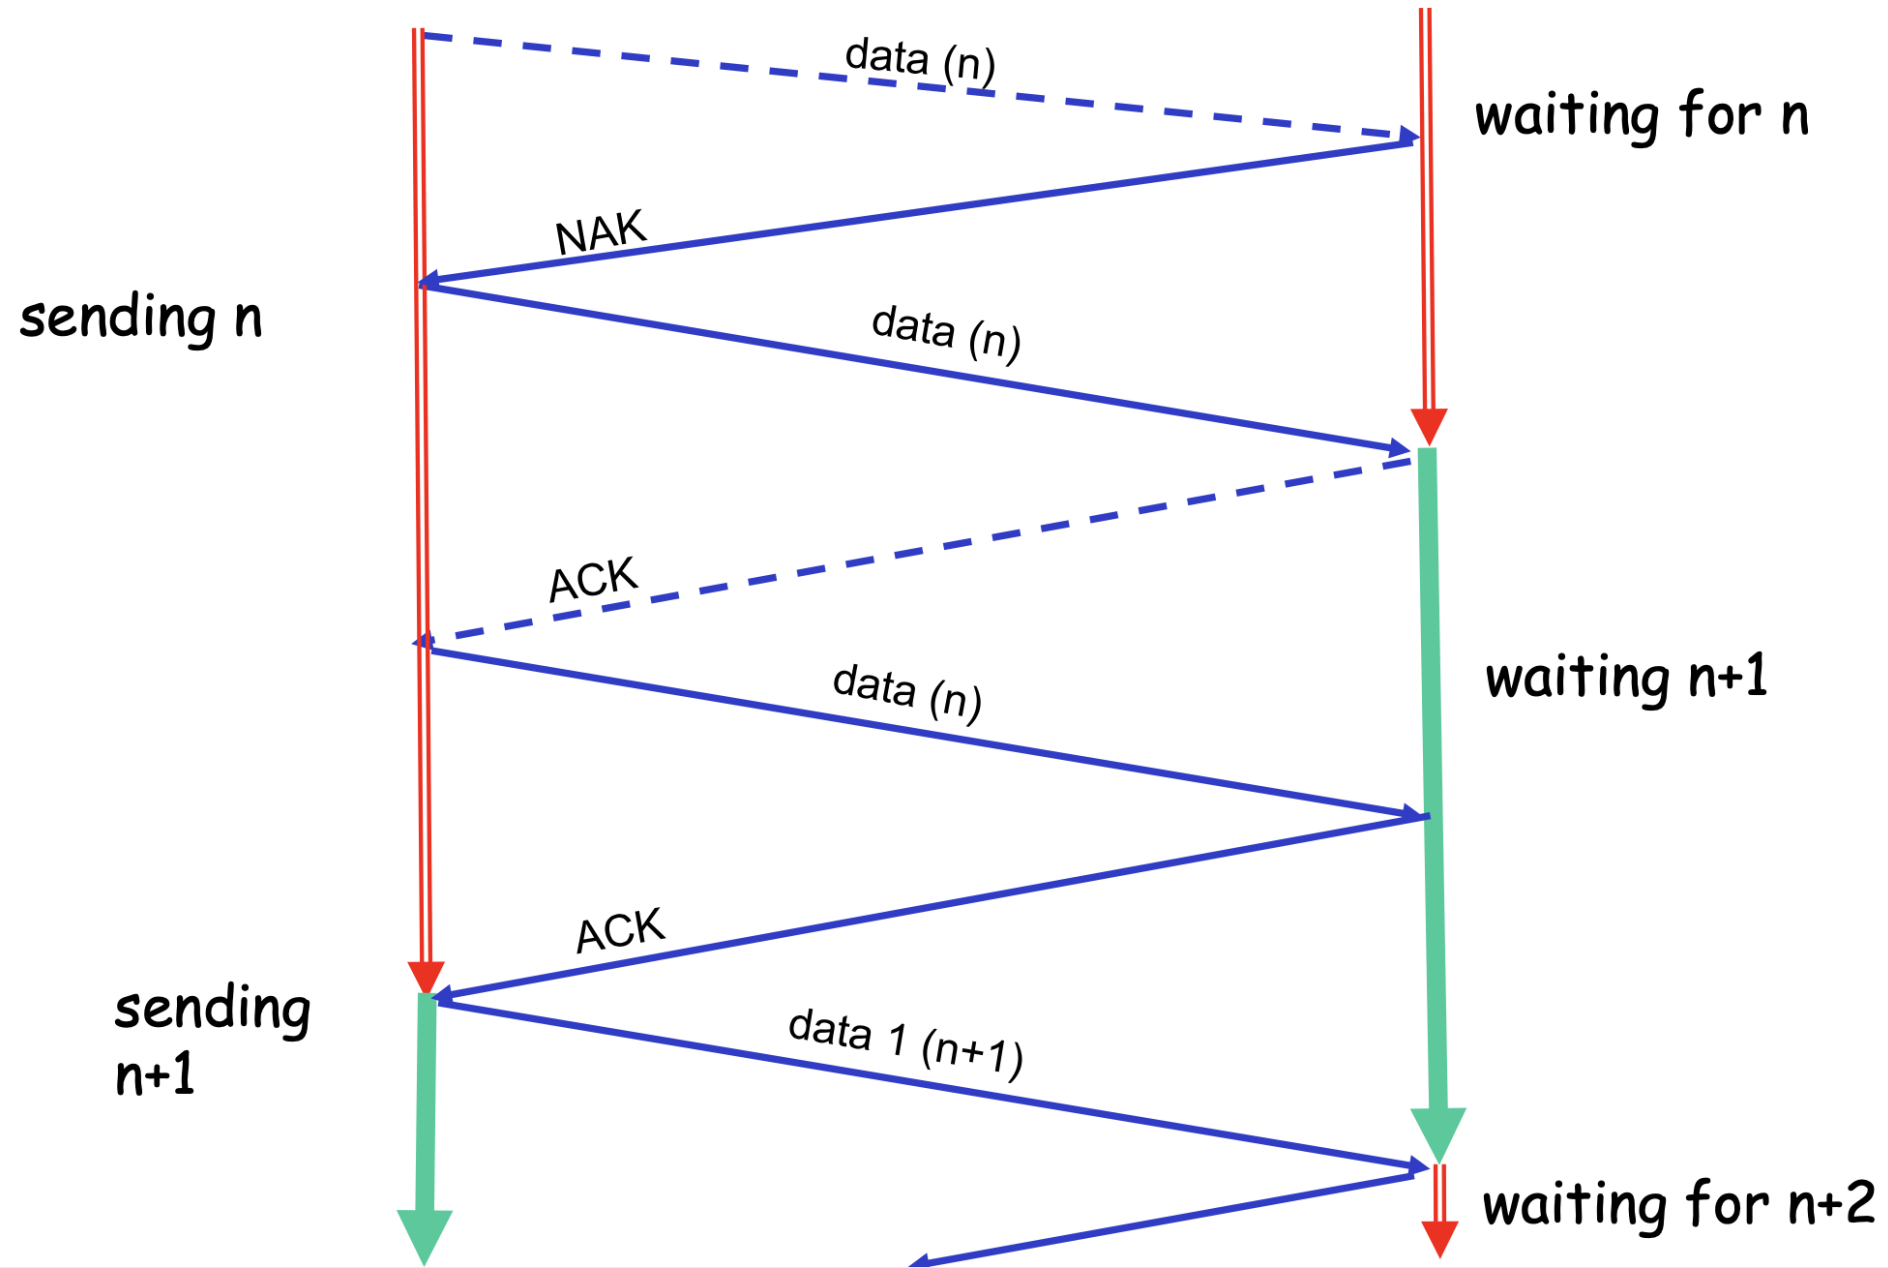 data (n)
waiting for n
NAK
sending n
data (n)
ACK
waiting n+1
data (n)
ACK
sending
n+1
data 1 (n+1)
waiting for n+2